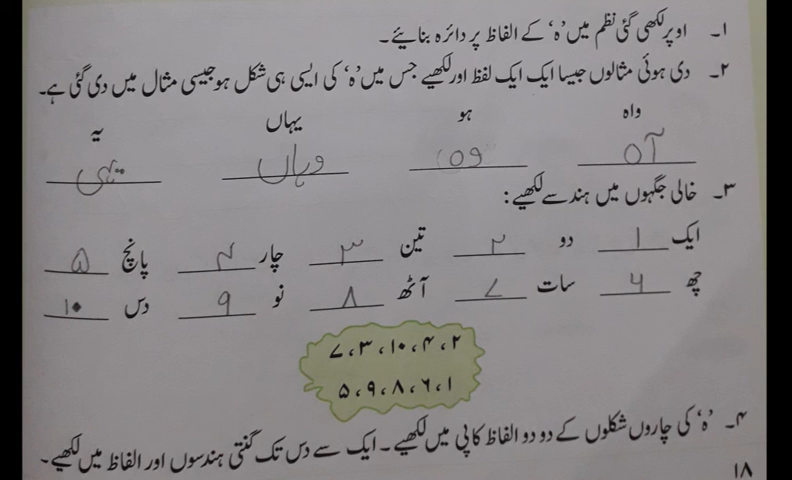 ۱۔ اوپر لکھی گئی نظم میں 'ہ' کے الفاظ پر دائرہ بنائیے۔
۲۔ دی ہوئی مثالوں جیسا ایک ایک لفظ اور لکھیے جس میں 'ہ' کی ایسی ہی شکل ہو جیسی مثال میں دی گئی ہے۔
واہ ہو یہاں یہ
آہ وہ وہاں یہی
۳۔ خالی جگہوں میں ہندسے لکھیے:
ایک ۱ دو ۲ تین ۳ چار ۴ پانچ ۵
چھ ۶ سات ۷ آٹھ ۸ نو ۹ دس ۱۰
۲، ۴، ۱۰، ۳، ۷
۱، ۶، ۸، ۹، ۵
۴۔ 'ہ' کی چاروں شکلوں کے دو دو الفاظ کاپی میں لکھیے۔ ایک سے دس تک گنتی ہندسوں اور الفاظ میں لکھیے۔
۱۸